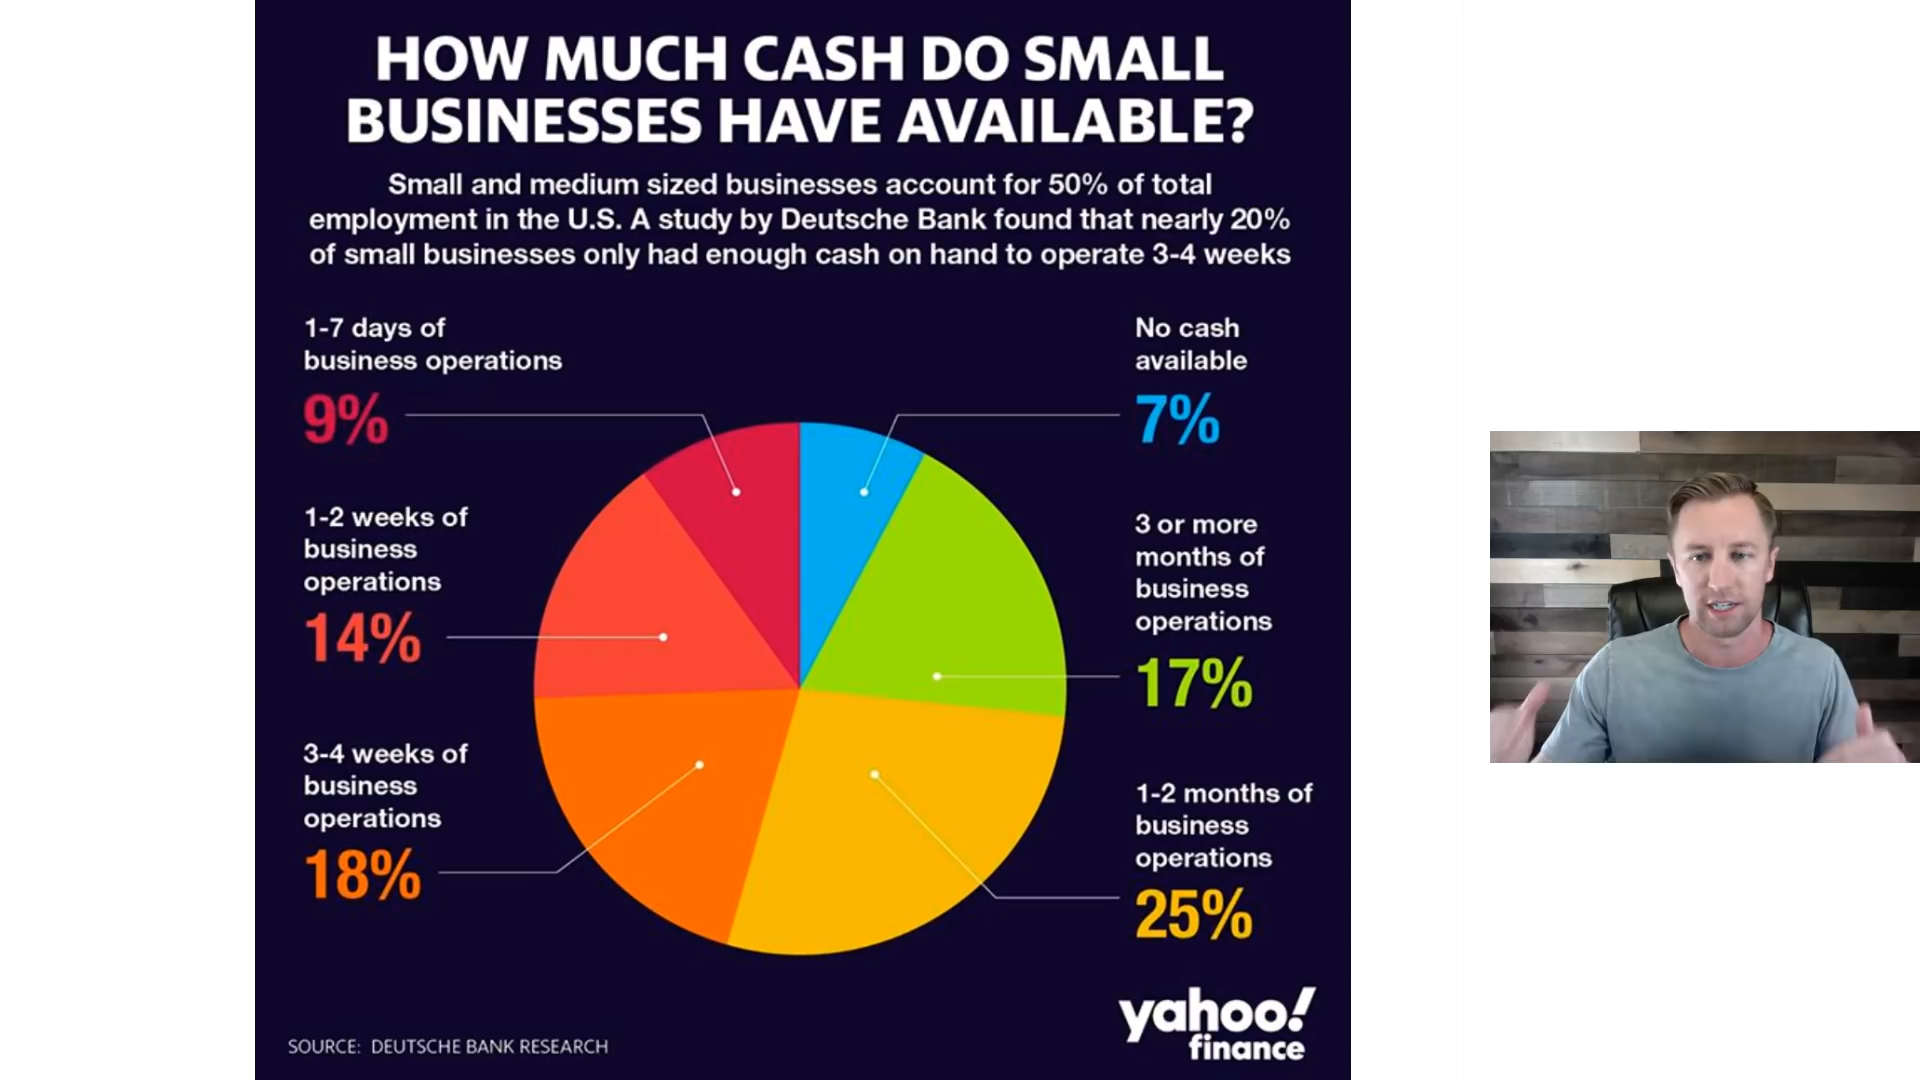 HOW MUCH CASH DO SMALL
BUSINESSES HAVE AVAILABLE?
Small and medium sized businesses account for 50% of total
employment in the U.S. A study by Deutsche Bank found that nearly 20%
of small businesses only had enough cash on hand to operate 3-4 weeks
1-7 days of
business operations
9%
No cash
available
7%
1-2 weeks of
business
operations
14%
3 or more
months of
business
operations
17%
3-4 weeks of
business
operations
18%
1-2 months of
business
operations
25%
SOURCE: DEUTSCHE BANK RESEARCH
yahoo!
finance